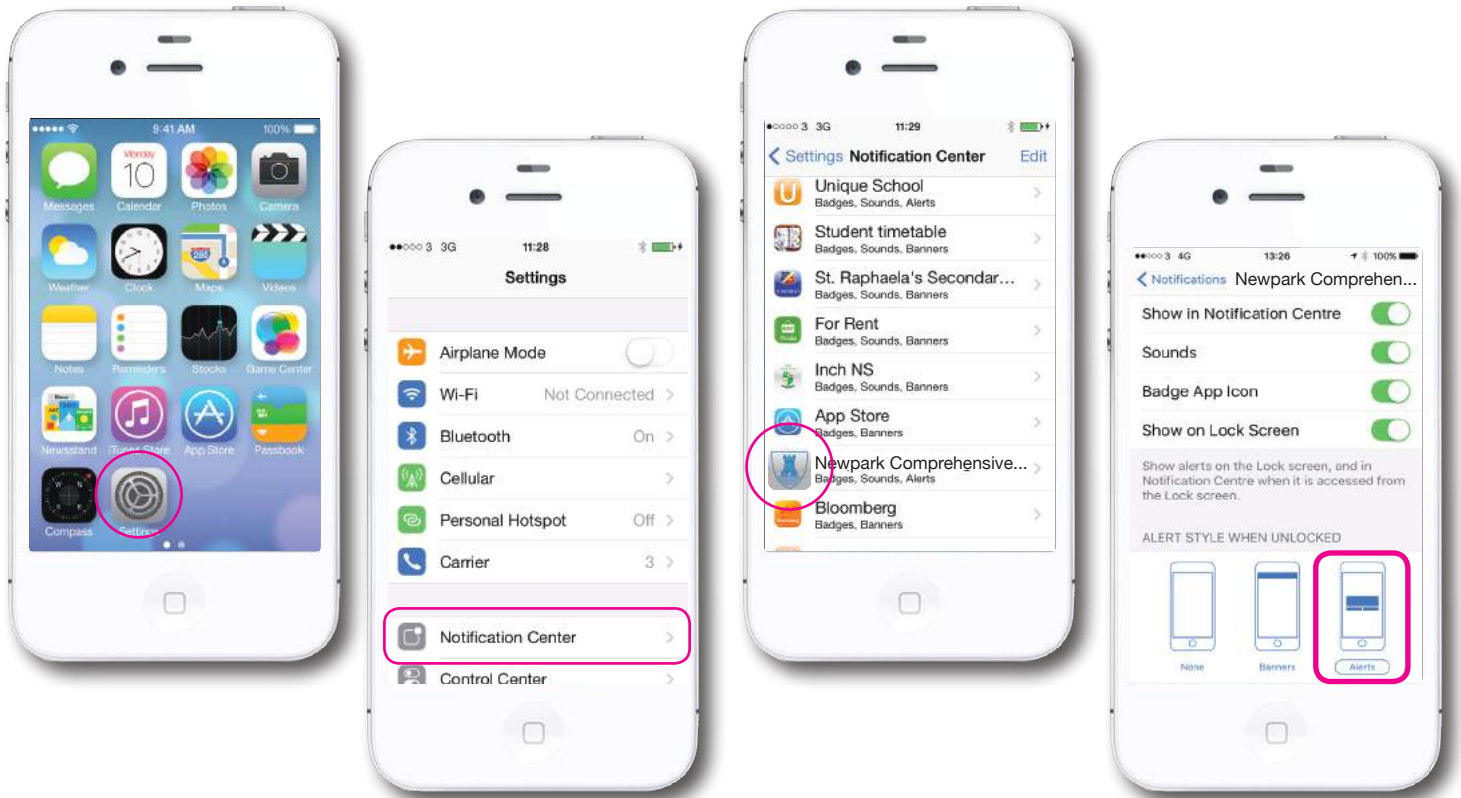 9:41 AM 100%
Monday
10
Messages Calendar Photos Camera
280
Weather Clock Maps Videos
Notes Reminders Stocks Game Center
Newsstand iTunes Store App Store Passbook
Compass Settings
3 3G 11:28
Settings
Airplane Mode
Wi-Fi Not Connected
Bluetooth On
Cellular
Personal Hotspot Off
Carrier 3
Notification Center
Control Center
3 3G 11:29
Settings Notification Center Edit
Unique School
Badges, Sounds, Alerts
Student timetable
Badges, Sounds, Banners
St. Raphaela's Secondar...
Badges, Sounds, Banners
For Rent
Badges, Sounds, Banners
Inch NS
Badges, Sounds, Banners
App Store
Badges, Banners
Newpark Comprehensive...
Badges, Sounds, Alerts
Bloomberg
Badges, Banners
3 4G 13:26 100%
Notifications Newpark Comprehen...
Show in Notification Centre
Sounds
Badge App Icon
Show on Lock Screen
Show alerts on the Lock screen, and in
Notification Centre when it is accessed from
the Lock screen.
ALERT STYLE WHEN UNLOCKED
None Banners Alerts